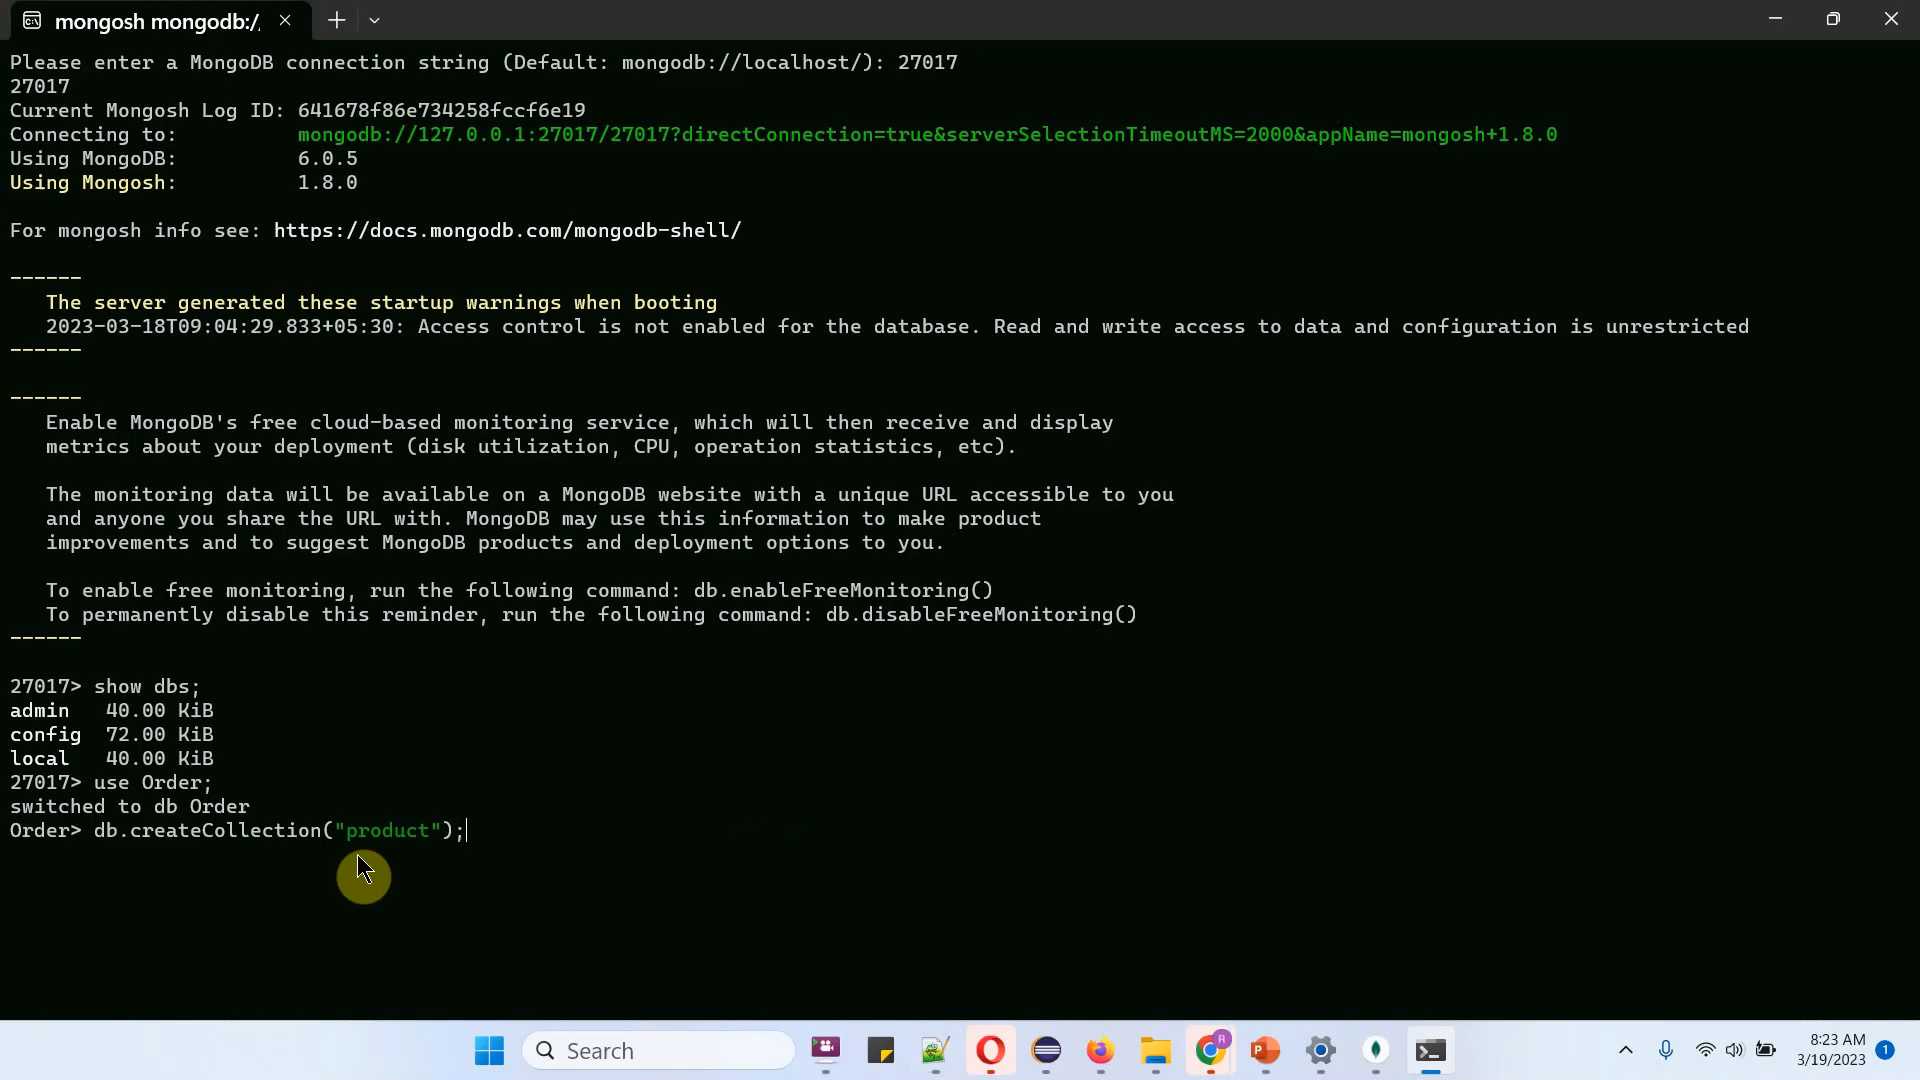 mongosh mongodb:/
Please enter a MongoDB connection string (Default: mongodb://localhost/): 27017
27017
Current Mongosh Log ID: 641678f86e734258fccf6e19
Connecting to: mongodb://127.0.0.1:27017/27017?directConnection=true&serverSelectionTimeoutMS=2000&appName=mongosh+1.8.0
Using MongoDB: 6.0.5
Using Mongosh: 1.8.0
For mongosh info see: https://docs.mongodb.com/mongodb-shell/
------
The server generated these startup warnings when booting
2023-03-18T09:04:29.833+05:30: Access control is not enabled for the database. Read and write access to data and configuration is unrestricted
------
------
Enable MongoDB's free cloud-based monitoring service, which will then receive and display
metrics about your deployment (disk utilization, CPU, operation statistics, etc).
The monitoring data will be available on a MongoDB website with a unique URL accessible to you
and anyone you share the URL with. MongoDB may use this information to make product
improvements and to suggest MongoDB products and deployment options to you.
To enable free monitoring, run the following command: db.enableFreeMonitoring()
To permanently disable this reminder, run the following command: db.disableFreeMonitoring()
------
27017> show dbs;
admin 40.00 KiB
config 72.00 KiB
local 40.00 KiB
27017> use Order;
switched to db Order
Order> db.createCollection("product");
Search
R
8:23 AM
3/19/2023
1